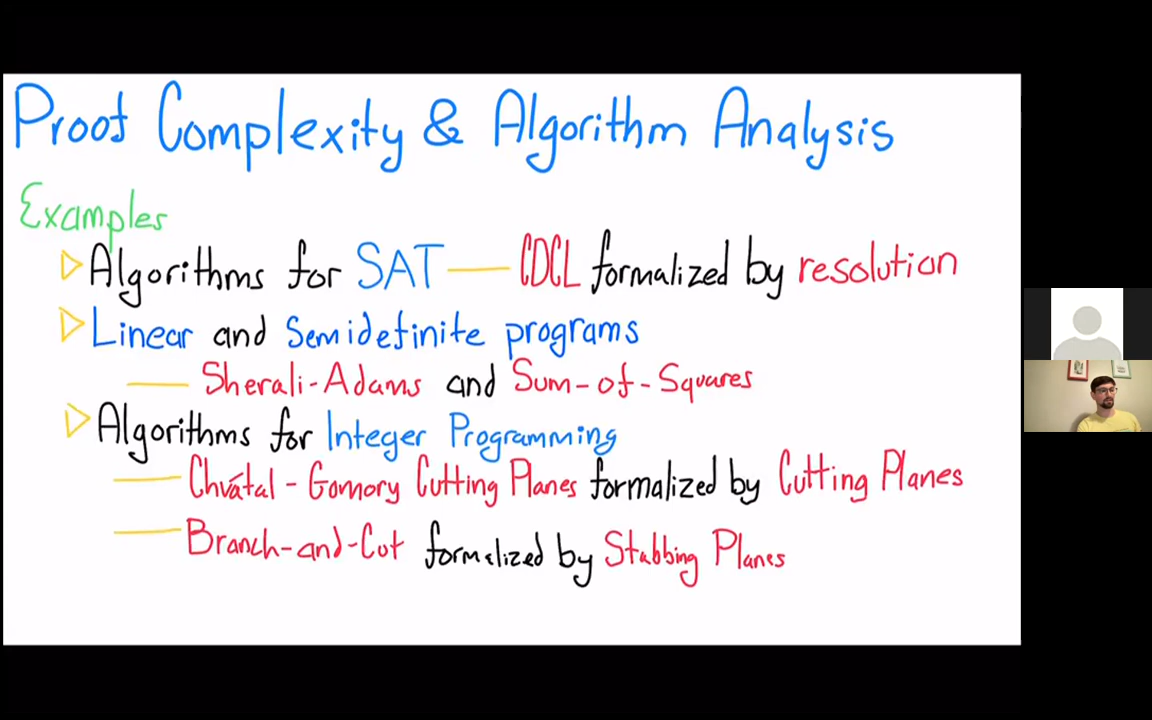 Proof Complexity & Algorithm Analysis
Examples
▷ Algorithms for SAT — CDCL formalized by resolution
▷ Linear and Semidefinite programs
— Sherali-Adams and Sum-of-Squares
▷ Algorithms for Integer Programming
— Chvátal-Gomory Cutting Planes formalized by Cutting Planes
— Branch-and-Cut formalized by Stabbing Planes